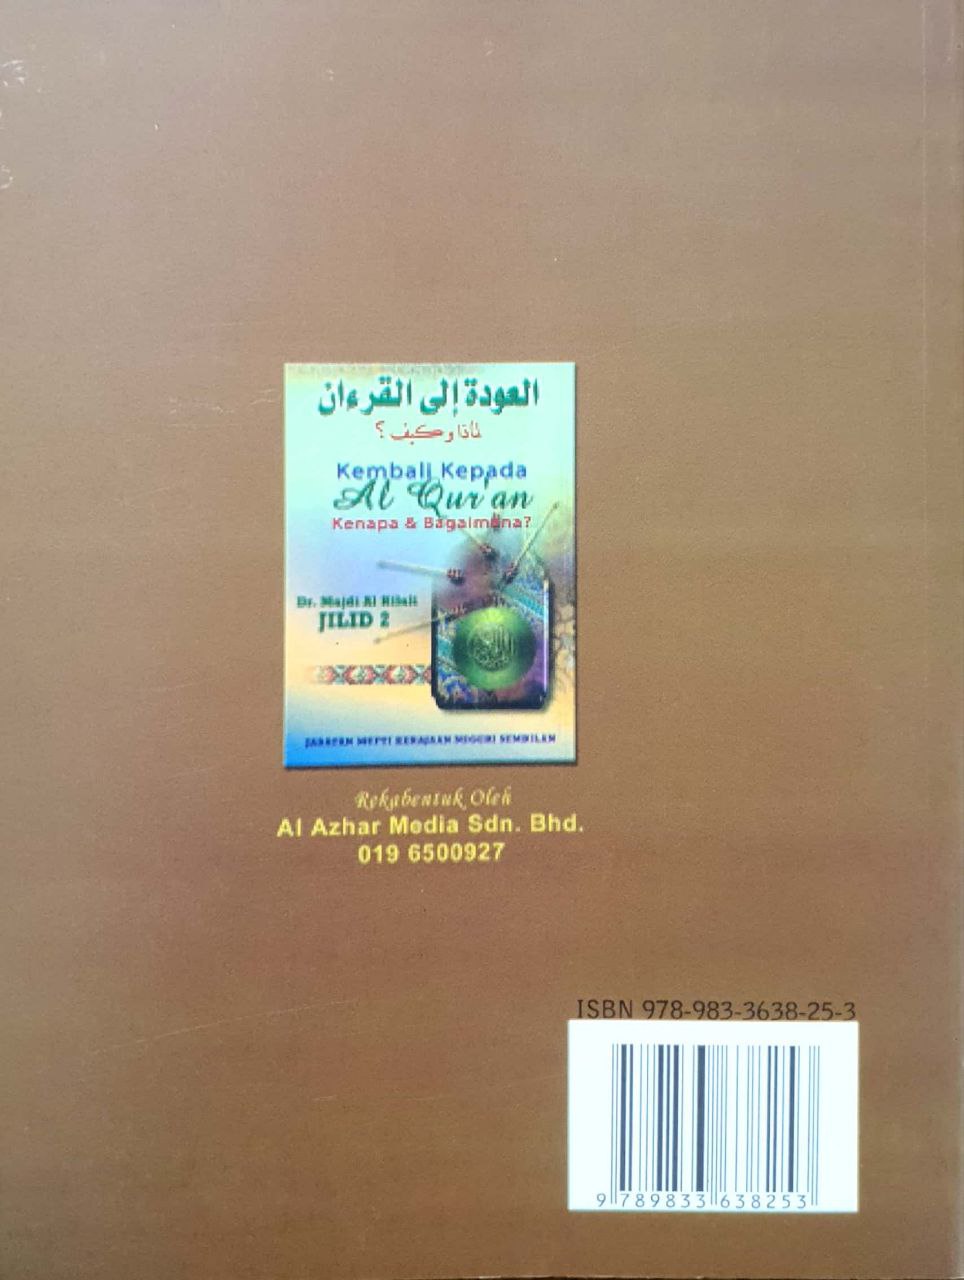 العودة إلى القرءان
لماذا وكيف ؟
Kembali Kepada
Al Qur'an
Kenapa & Bagaimana?
Dr. Majdi Al Hilali
JILID 2
JABATAN MUFTI KERAJAAN NEGERI SEMBILAN
Rekabentuk Oleh
Al Azhar Media Sdn. Bhd.
019 6500927
ISBN 978-983-3638-25-3
9 789833 638253